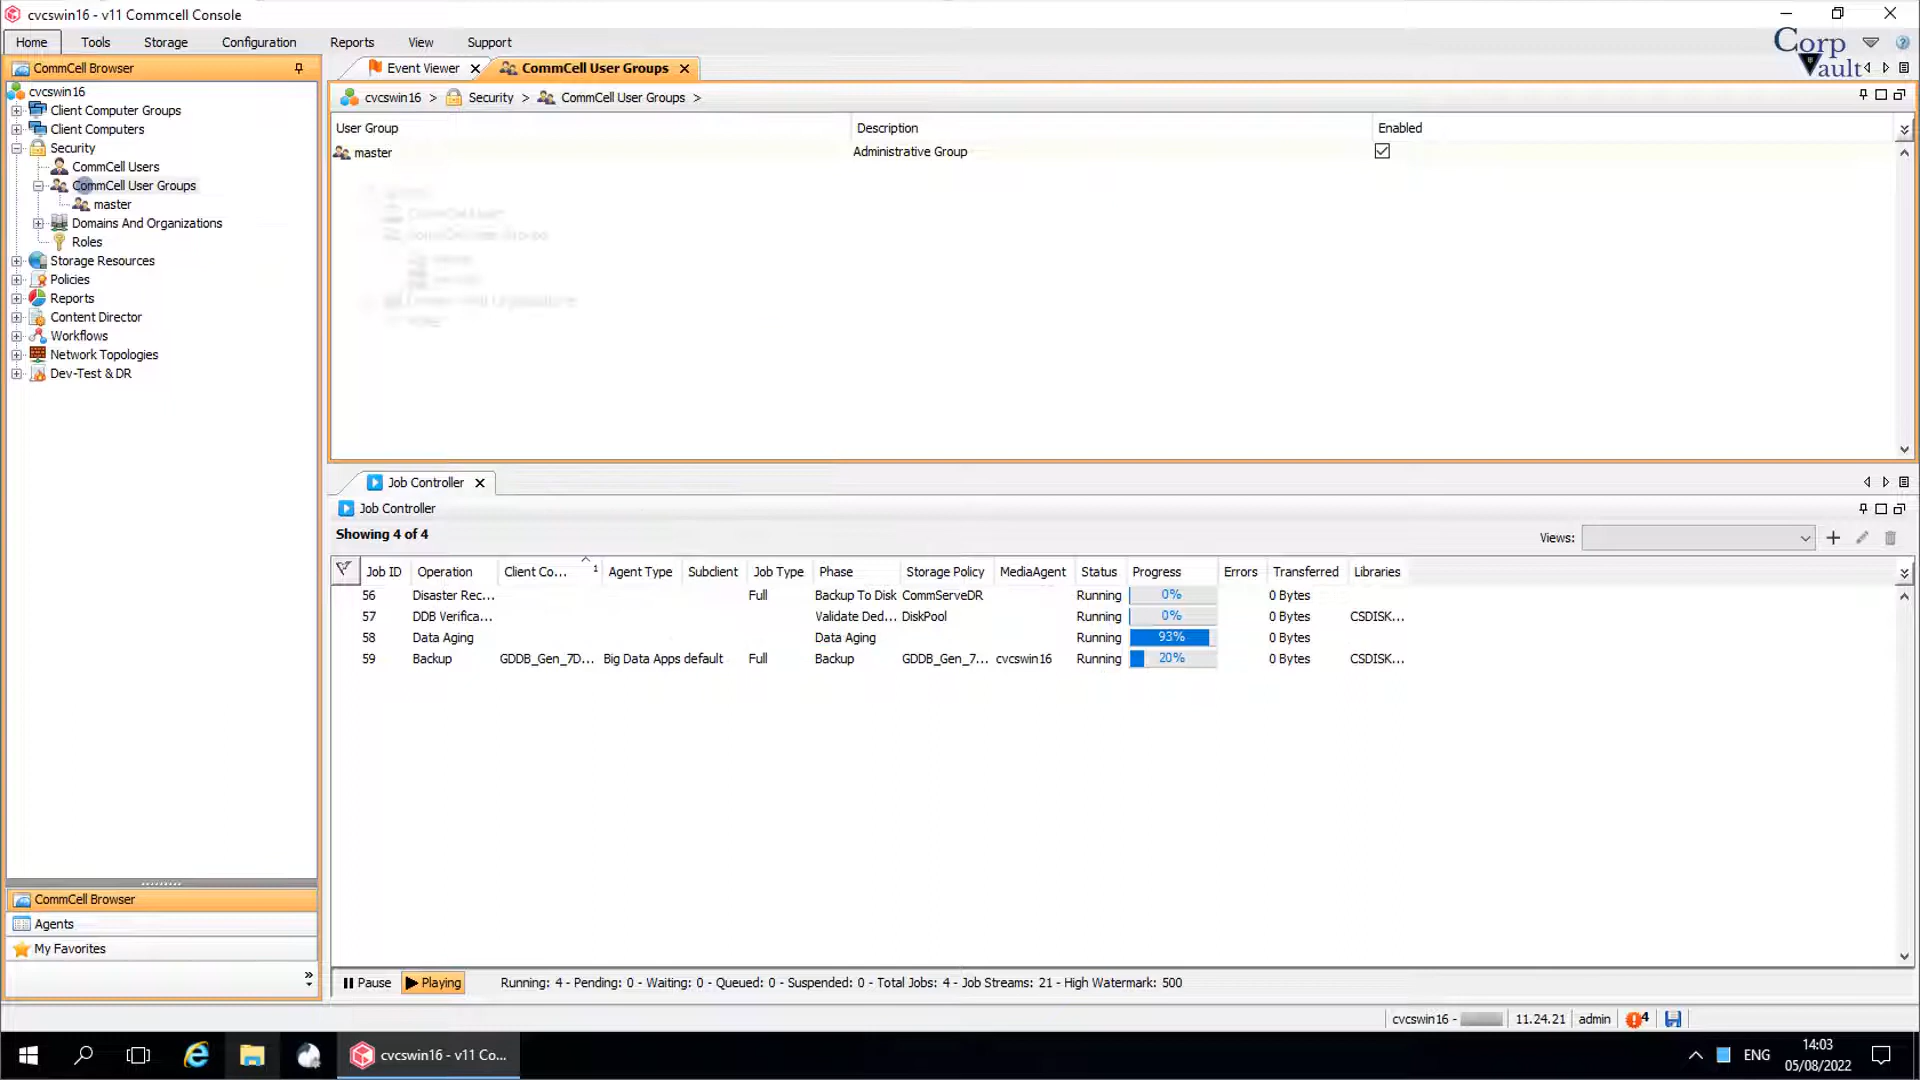 cvcswin16 - v11 Commcell Console
Home Tools Storage Configuration Reports View Support
Corp
Vault
CommCell Browser
Event Viewer CommCell User Groups
cvcswin16
Client Computer Groups
Client Computers
Security
CommCell Users
CommCell User Groups
master
Domains And Organizations
Roles
Storage Resources
Policies
Reports
Content Director
Workflows
Network Topologies
Dev-Test & DR
CommCell Browser
Agents
My Favorites
cvcswin16 > Security > CommCell User Groups >
User Group Description Enabled
master Administrative Group
Job Controller
Job Controller
Showing 4 of 4
Views:
Job ID Operation Client Co... 1 Agent Type Subclient Job Type Phase Storage Policy MediaAgent Status Progress Errors Transferred Libraries
56 Disaster Rec... Full Backup To Disk CommServeDR Running 0% 0 Bytes
57 DDB Verifica... Validate Ded... DiskPool Running 0% 0 Bytes CSDISK...
58 Data Aging Data Aging Running 93% 0 Bytes
59 Backup GDDB_Gen_7D... Big Data Apps default Full Backup GDDB_Gen_7... cvcswin16 Running 20% 0 Bytes CSDISK...
Pause Playing Running: 4 - Pending: 0 - Waiting: 0 - Queued: 0 - Suspended: 0 - Total Jobs: 4 - Job Streams: 21 - High Watermark: 500
cvcswin16 - 11.24.21 admin 4
cvcswin16 - v11 Co...
ENG
14:03
05/08/2022